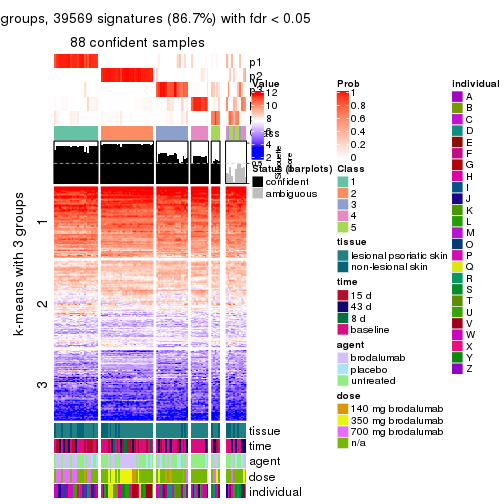 groups, 39569 signatures (86.7%) with fdr < 0.05
88 confident samples
p1
p2
k-means with 3 groups
1
2
3
tissue
time
agent
dose
individual
Value
12
10
8
6
4
2
Silhouette
score
Status (barplots)
confident
ambiguous
Prob
1
0.8
0.6
0.4
0.2
0
Class
1
2
3
4
5
tissue
lesional psoriatic skin
non-lesional skin
time
15 d
43 d
8 d
baseline
agent
brodalumab
placebo
untreated
dose
140 mg brodalumab
350 mg brodalumab
700 mg brodalumab
n/a
individual
A
B
C
D
E
F
G
H
I
J
K
L
M
O
P
Q
R
S
T
U
V
W
X
Y
Z